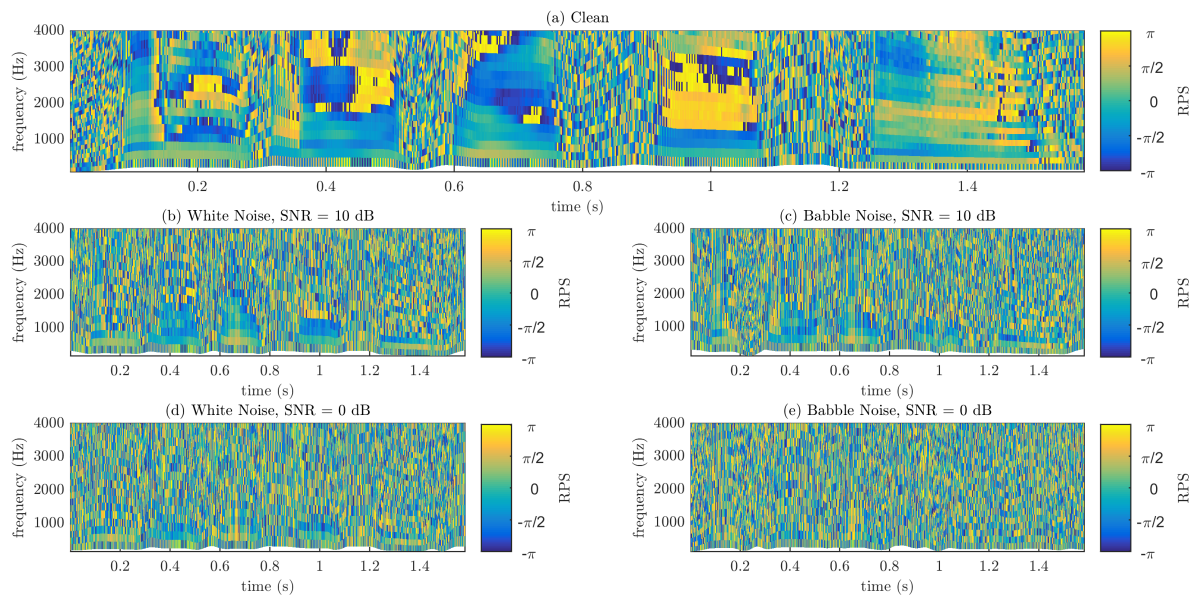 (a) Clean
frequency (Hz)
4000
3000
2000
1000
0.2 0.4 0.6 0.8 1 1.2 1.4
time (s)
π
π/2
0
-π/2
-π
RPS
(b) White Noise, SNR = 10 dB
frequency (Hz)
4000
3000
2000
1000
0.2 0.4 0.6 0.8 1 1.2 1.4
time (s)
π
π/2
0
-π/2
-π
RPS
(c) Babble Noise, SNR = 10 dB
frequency (Hz)
4000
3000
2000
1000
0.2 0.4 0.6 0.8 1 1.2 1.4
time (s)
π
π/2
0
-π/2
-π
RPS
(d) White Noise, SNR = 0 dB
frequency (Hz)
4000
3000
2000
1000
0.2 0.4 0.6 0.8 1 1.2 1.4
time (s)
π
π/2
0
-π/2
-π
RPS
(e) Babble Noise, SNR = 0 dB
frequency (Hz)
4000
3000
2000
1000
0.2 0.4 0.6 0.8 1 1.2 1.4
time (s)
π
π/2
0
-π/2
-π
RPS